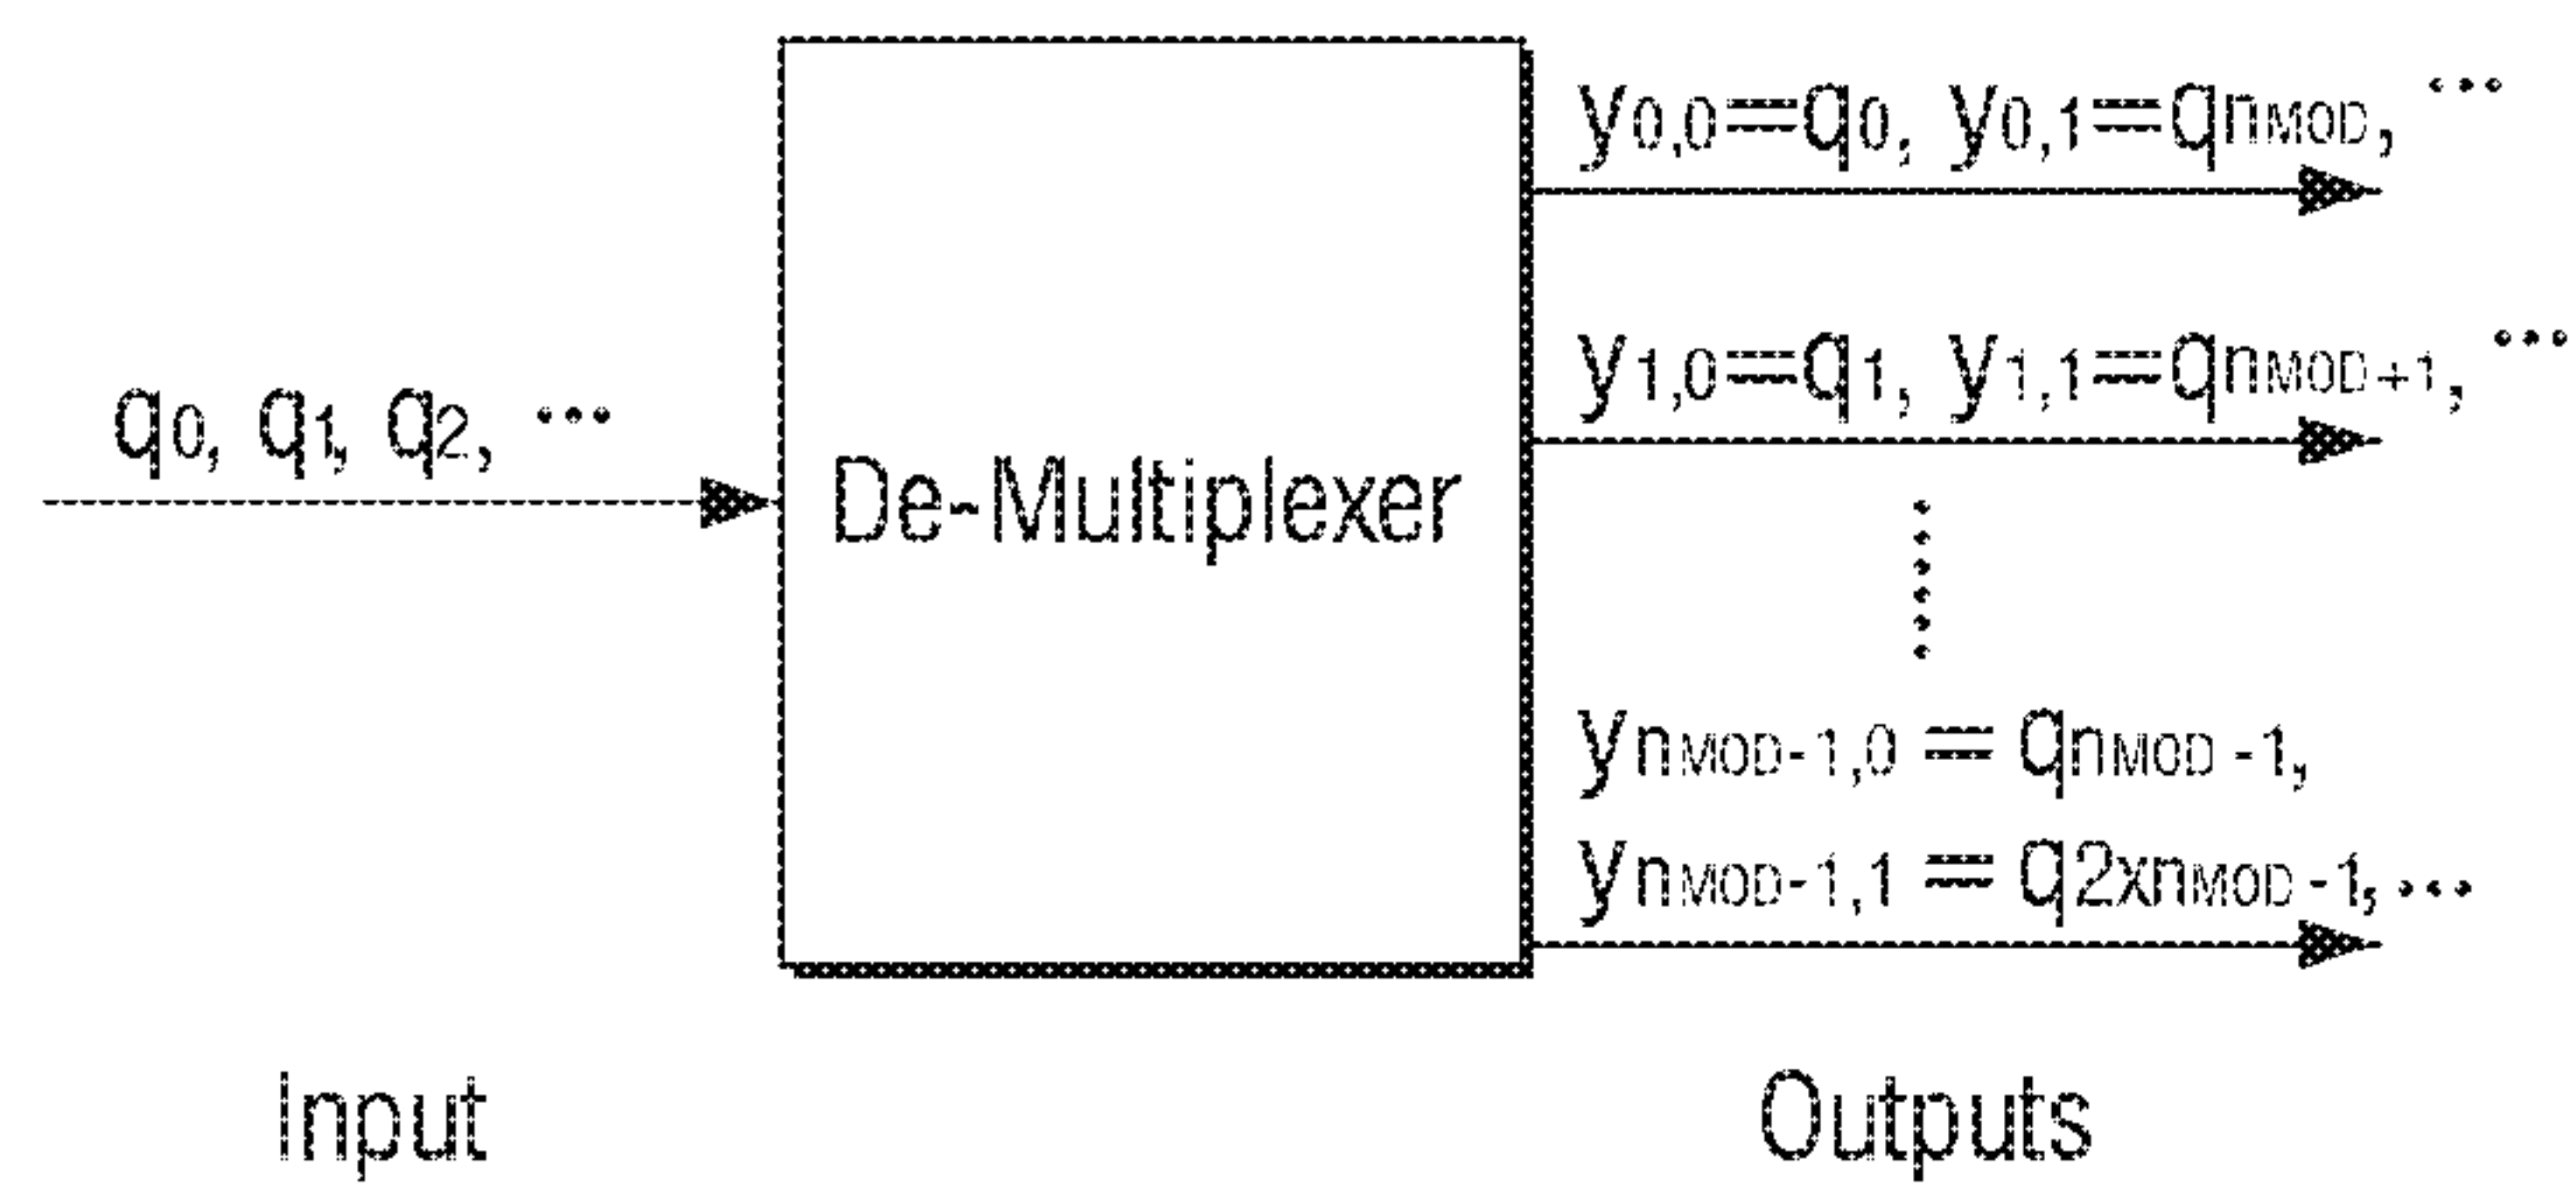 y0,0=q0, y0,1=qnMOD, ...
y1,0=q1, y1,1=qnMOD+1, ...
q0, q1, q2, ...
De-Multiplexer
ynMOD-1,0 = qnMOD-1,
ynMOD-1,1 = q2xnMOD-1, ...
Input
Outputs